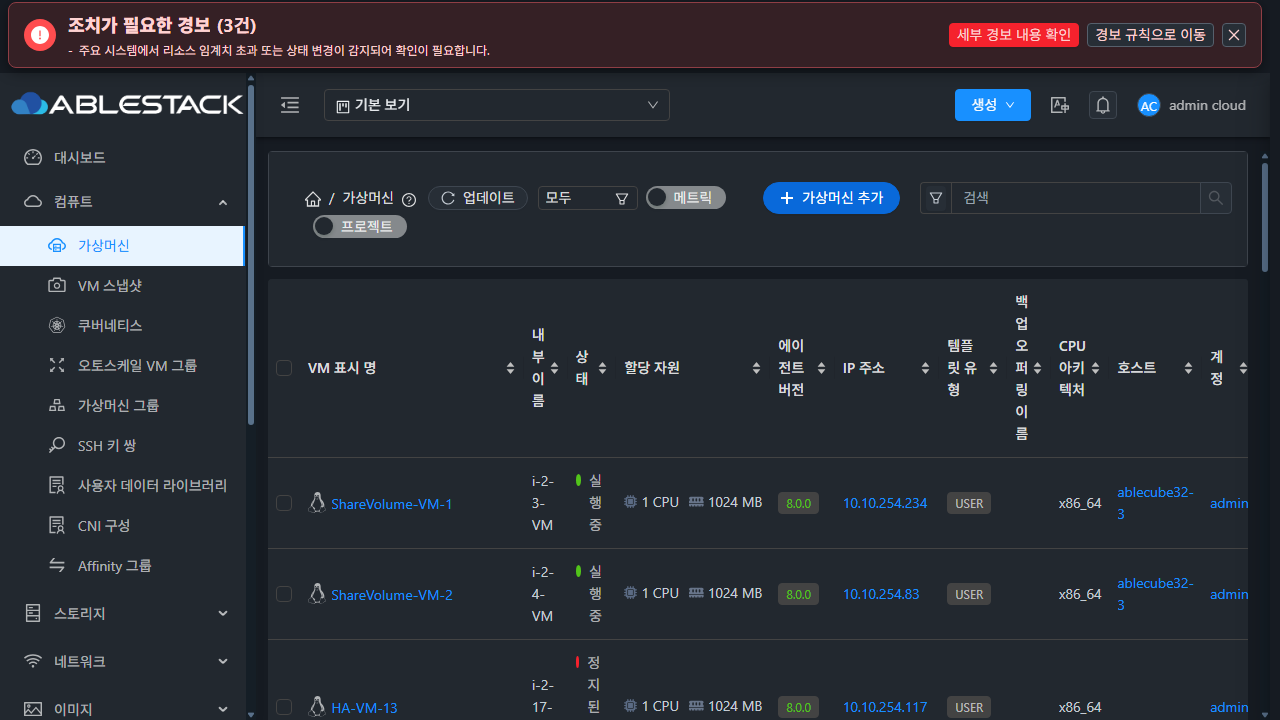 조치가 필요한 경보 (3건)
- 주요 시스템에서 리소스 임계치 초과 또는 상태 변경이 감지되어 확인이 필요합니다.
세부 경보 내용 확인
경보 규칙으로 이동
ABLESTACK
기본 보기
생성
AC admin cloud
대시보드
컴퓨트
가상머신
VM 스냅샷
쿠버네티스
오토스케일 VM 그룹
가상머신 그룹
SSH 키 쌍
사용자 데이터 라이브러리
CNI 구성
Affinity 그룹
스토리지
네트워크
이미지
/ 가상머신
업데이트
모두
메트릭
프로젝트
가상머신 추가
검색
VM 표시 명
내
부
이
름
상
태
할당 자원
에이
전트
버전
IP 주소
템플
릿 유
형
백
업
오
퍼
링
이
름
CPU
아키
텍처
호스트
계
정
ShareVolume-VM-1
i-2-
3-
VM
실
행
중
1 CPU 1024 MB
8.0.0
10.10.254.234
USER
x86_64
ablecube32-
3
admin
ShareVolume-VM-2
i-2-
4-
VM
실
행
중
1 CPU 1024 MB
8.0.0
10.10.254.83
USER
x86_64
ablecube32-
3
admin
HA-VM-13
i-2-
17-
정
지
된
1 CPU 1024 MB
8.0.0
10.10.254.117
USER
x86_64
admin